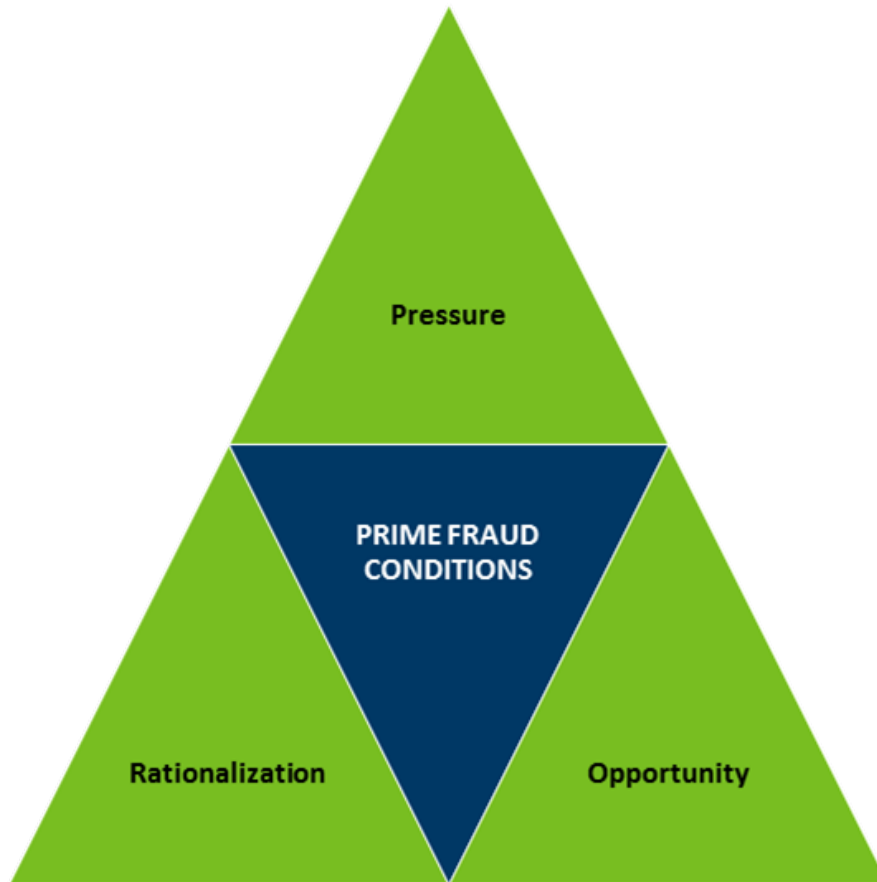 Pressure
PRIME FRAUD
CONDITIONS
Rationalization
Opportunity